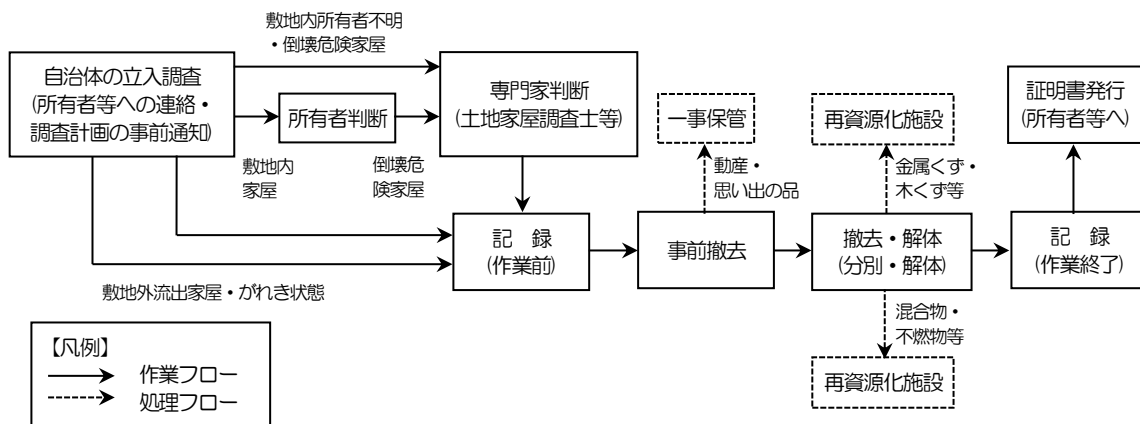 敷地内所有者不明
・倒壊危険家屋
自治体の立入調査
(所有者等への連絡・
調査計画の事前通知)
所有者判断
専門家判断
(土地家屋調査士等)
一事保管
再資源化施設
証明書発行
(所有者等へ)
敷地内
家屋
倒壊危
険家屋
動産・
思い出の品
金属くず・
木くず等
記　録
(作業前)
事前撤去
撤去・解体
(分別・解体)
記　録
(作業終了)
敷地外流出家屋・がれき状態
混合物・
不燃物等
再資源化施設
【凡例】
作業フロー
処理フロー